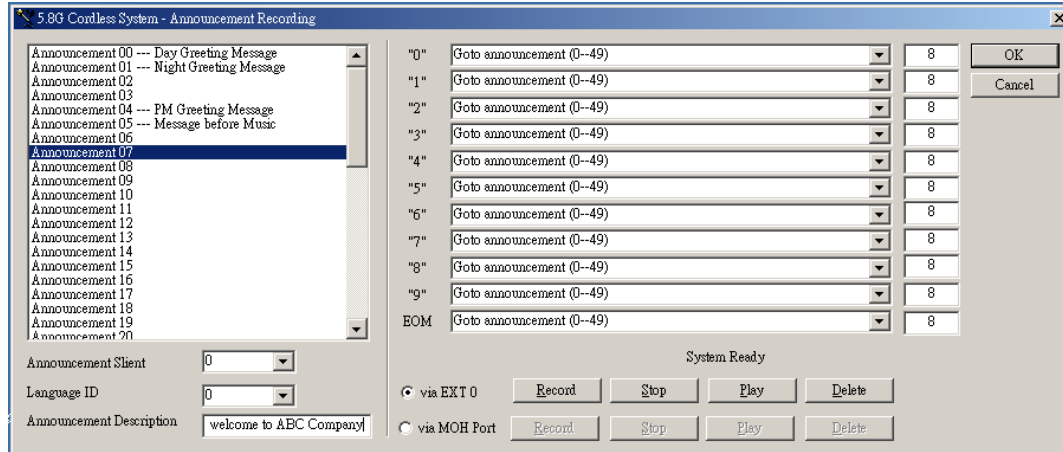 5.8G Cordless System - Announcement Recording
Announcement 00 --- Day Greeting Message
Announcement 01 --- Night Greeting Message
Announcement 02
Announcement 03
Announcement 04 --- PM Greeting Message
Announcement 05 --- Message before Music
Announcement 06
Announcement 07
Announcement 08
Announcement 09
Announcement 10
Announcement 11
Announcement 12
Announcement 13
Announcement 14
Announcement 15
Announcement 16
Announcement 17
Announcement 18
Announcement 19
Announcement 20
Announcement Slient 0
Language ID 0
Announcement Description welcome to ABC Company
"0" Goto announcement (0--49) 8
"1" Goto announcement (0--49) 8
"2" Goto announcement (0--49) 8
"3" Goto announcement (0--49) 8
"4" Goto announcement (0--49) 8
"5" Goto announcement (0--49) 8
"6" Goto announcement (0--49) 8
"7" Goto announcement (0--49) 8
"8" Goto announcement (0--49) 8
"9" Goto announcement (0--49) 8
EOM Goto announcement (0--49) 8
System Ready
via EXT 0 Record Stop Play Delete
via MOH Port Record Stop Play Delete
OK
Cancel